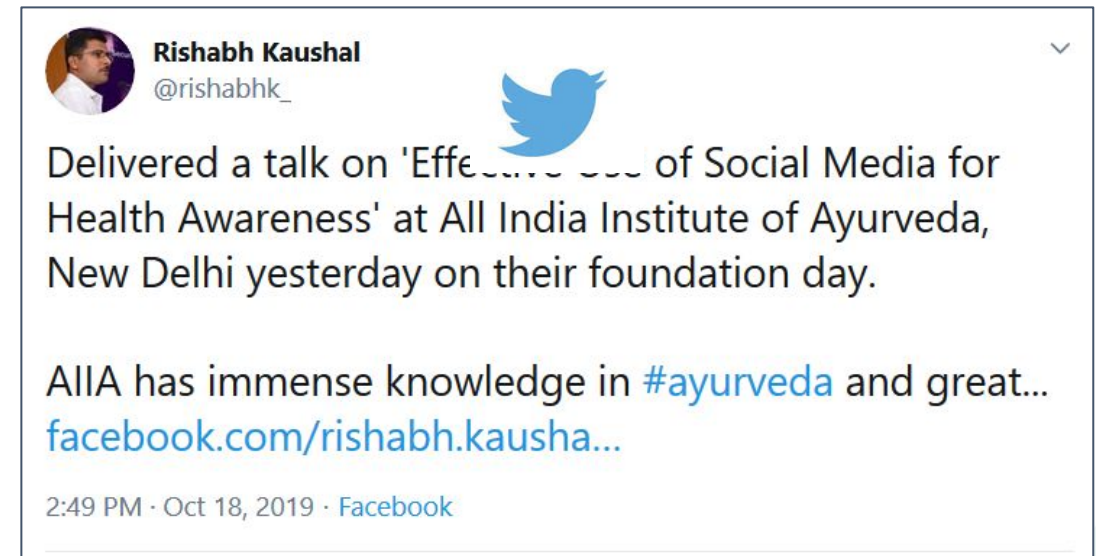 Rishabh Kaushal
@rishabhk_
Delivered a talk on 'Effe of Social Media for
Health Awareness' at All India Institute of Ayurveda,
New Delhi yesterday on their foundation day.
AIIA has immense knowledge in #ayurveda and great...
facebook.com/rishabh.kausha...
2:49 PM · Oct 18, 2019 · Facebook